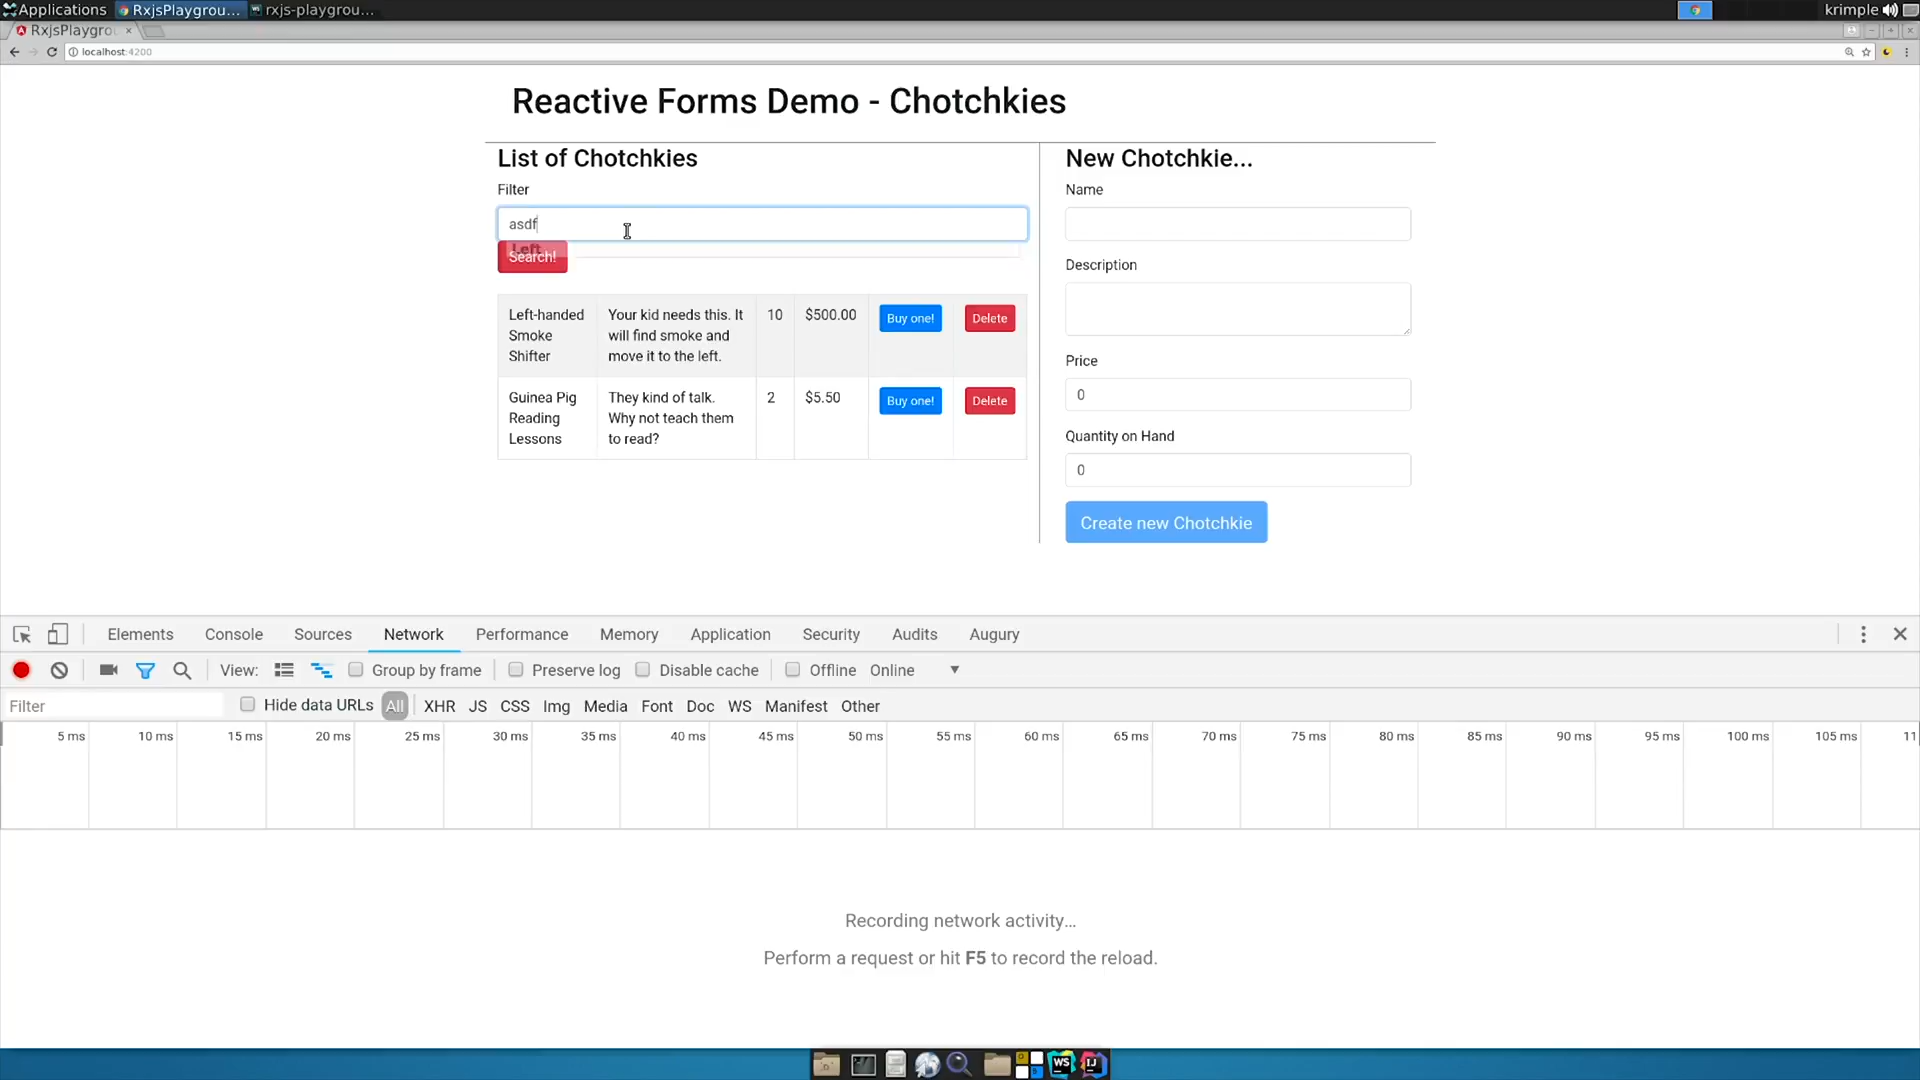 Applications RxjsPlaygrou... rxjs-playgrou... krimple
RxjsPlaygro
localhost:4200
Reactive Forms Demo - Chotchkies
List of Chotchkies
Filter
asdf
Left
Search!
Left-handed Smoke Shifter
Your kid needs this. It will find smoke and move it to the left.
10
$500.00
Buy one!
Delete
Guinea Pig Reading Lessons
They kind of talk. Why not teach them to read?
2
$5.50
Buy one!
Delete
New Chotchkie...
Name
Description
Price
0
Quantity on Hand
0
Create new Chotchkie
Elements Console Sources Network Performance Memory Application Security Audits Augury
View: Group by frame Preserve log Disable cache Offline Online
Filter Hide data URLs All XHR JS CSS Img Media Font Doc WS Manifest Other
5 ms 10 ms 15 ms 20 ms 25 ms 30 ms 35 ms 40 ms 45 ms 50 ms 55 ms 60 ms 65 ms 70 ms 75 ms 80 ms 85 ms 90 ms 95 ms 100 ms 105 ms 11
Recording network activity...
Perform a request or hit F5 to record the reload.
WS IJ